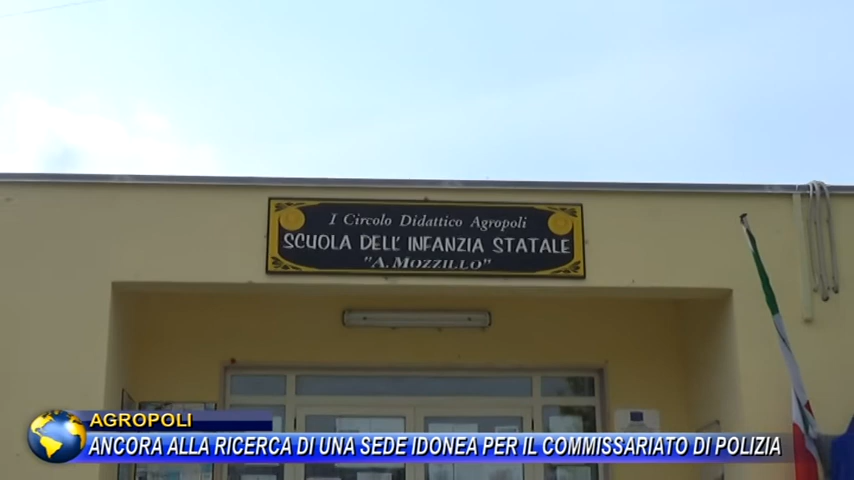 I Circolo Didattico Agropoli
SCUOLA DELL'INFANZIA STATALE
"A. MOZZILLO"
AGROPOLI
ANCORA ALLA RICERCA DI UNA SEDE IDONEA PER IL COMMISSARIATO DI POLIZIA